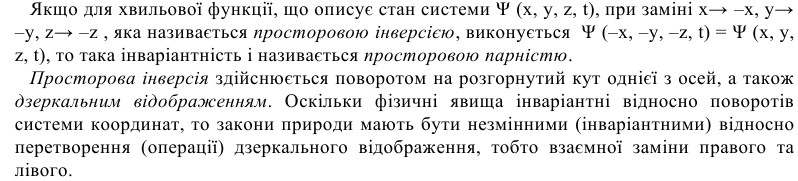 Якщо для хвильової функції, що описує стан системи Ψ (x, y, z, t), при заміні x→ –x, y→
–y, z→ –z , яка називається просторовою інверсією, виконується Ψ (–x, –y, –z, t) = Ψ (x, y,
z, t), то така інваріантність і називається просторовою парністю.
Просторова інверсія здійснюється поворотом на розгорнутий кут однієї з осей, а також
дзеркальним відображенням. Оскільки фізичні явища інваріантні відносно поворотів
системи координат, то закони природи мають бути незмінними (інваріантними) відносно
перетворення (операції) дзеркального відображення, тобто взаємної заміни правого та
лівого.